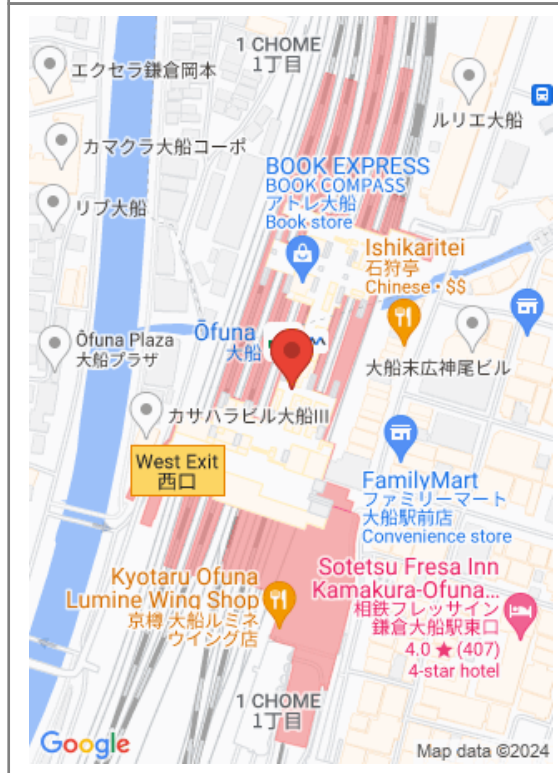 1 CHOME
1丁目
エクセラ鎌倉岡本
ルリエ大船
カマクラ大船コーポ
BOOK EXPRESS
BOOK COMPASS
アトレ大船
Book store
リブ大船
Ishikaritei
石狩亭
Chinese・$$
Ōfuna Plaza
大船プラザ
Ōfuna
大船
大船末広神尾ビル
カサハラビル大船III
West Exit
西口
FamilyMart
ファミリーマート
大船駅前店
Convenience store
Kyotaru Ofuna
Lumine Wing Shop
京樽 大船ルミネ
ウイング店
Sotetsu Fresa Inn
Kamakura-Ofuna...
相鉄フレッサイン
鎌倉大船駅東口
4.0 ★ (407)
4-star hotel
1 CHOME
1丁目
Google
Map data ©2024